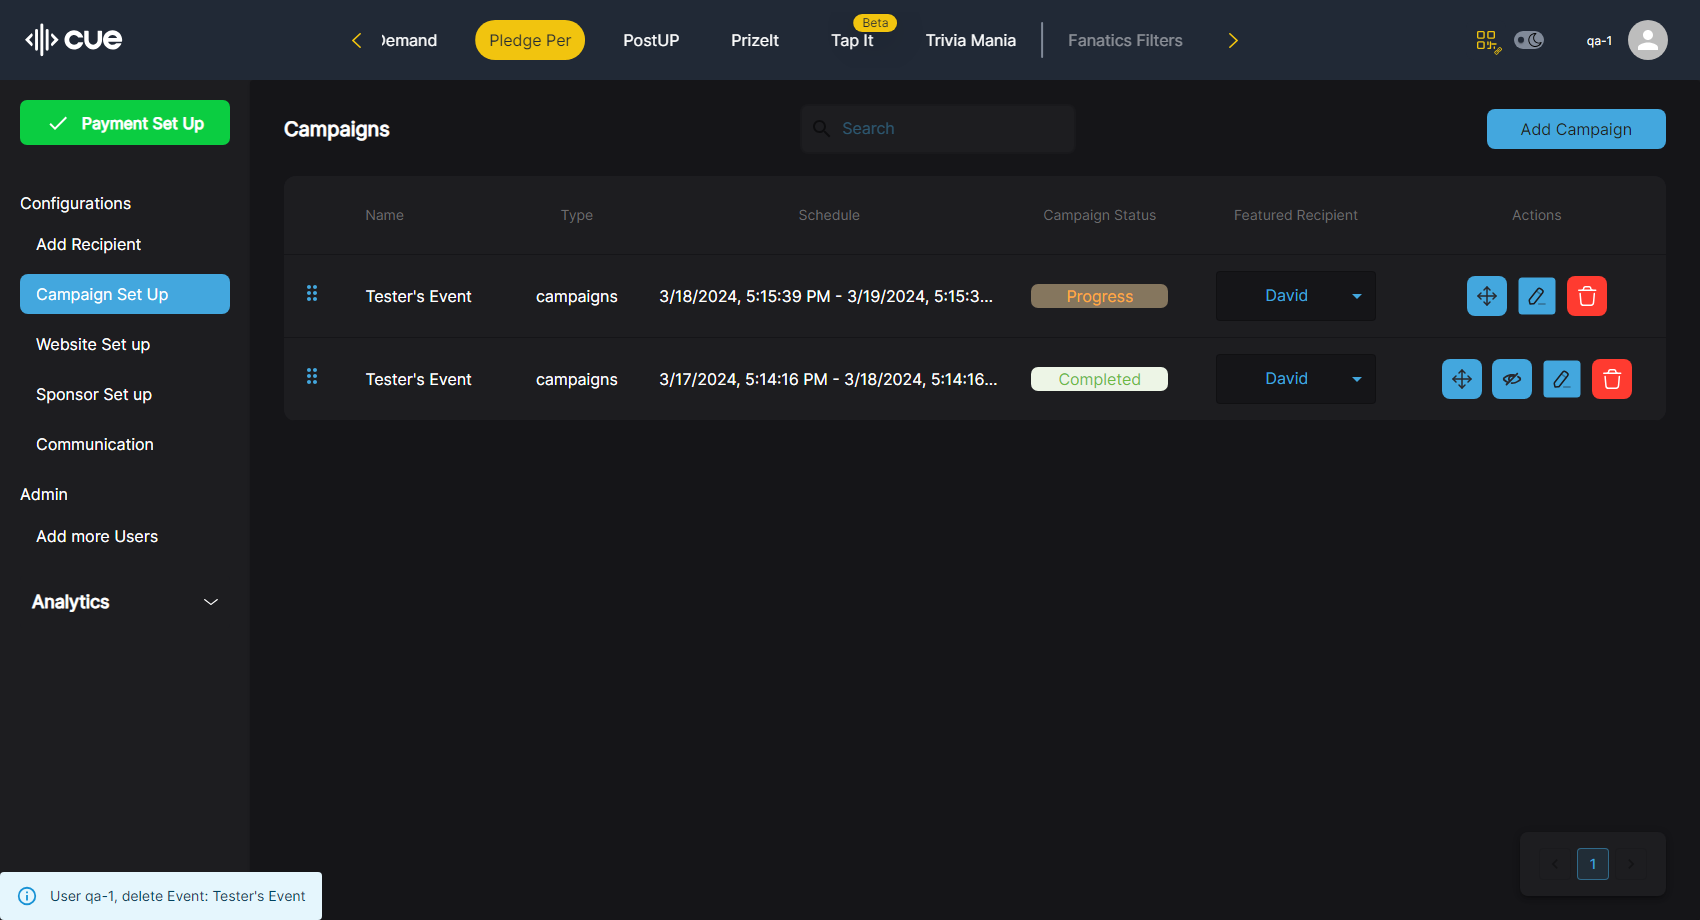 cue
Demand
Pledge Per
PostUP
PrizeIt
Tap It
Beta
Trivia Mania
Fanatics Filters
qa-1
Payment Set Up
Configurations
Add Recipient
Campaign Set Up
Website Set up
Sponsor Set up
Communication
Admin
Add more Users
Analytics
Campaigns
Search
Add Campaign
Name Type Schedule Campaign Status Featured Recipient Actions
Tester's Event campaigns 3/18/2024, 5:15:39 PM - 3/19/2024, 5:15:3... Progress David
Tester's Event campaigns 3/17/2024, 5:14:16 PM - 3/18/2024, 5:14:16... Completed David
1
User qa-1, delete Event: Tester's Event